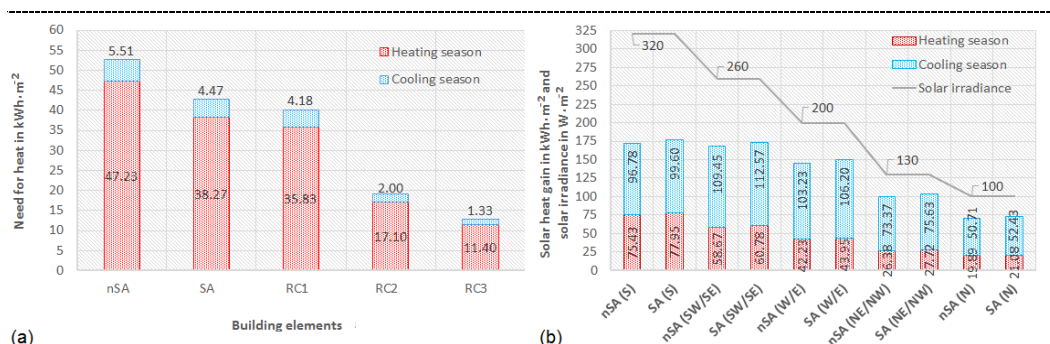 60
55
50
45
40
35
30
25
20
15
10
5
0
Need for heat in kWh·m⁻²
Heating season
Cooling season
5.51
4.47
4.18
2.00
1.33
47.23
38.27
35.83
17.10
11.40
nSA SA RC1 RC2 RC3
Building elements
(a)
325
300
275
250
225
200
175
150
125
100
75
50
25
0
Solar heat gain in kWh·m⁻² and
solar irradiance in W·m⁻²
Heating season
Cooling season
Solar irradiance
320
260
200
130
100
96.78
99.60
109.45
112.57
103.23
106.20
73.37
75.63
50.71
52.43
75.43
77.95
58.67
60.78
42.23
43.95
26.38
27.72
19.89
21.08
nSA (S)
SA (S)
nSA (SW/SE)
SA (SW/SE)
nSA (W/E)
SA (W/E)
nSA (NE/NW)
SA (NE/NW)
nSA (N)
SA (N)
Building elements
(b)